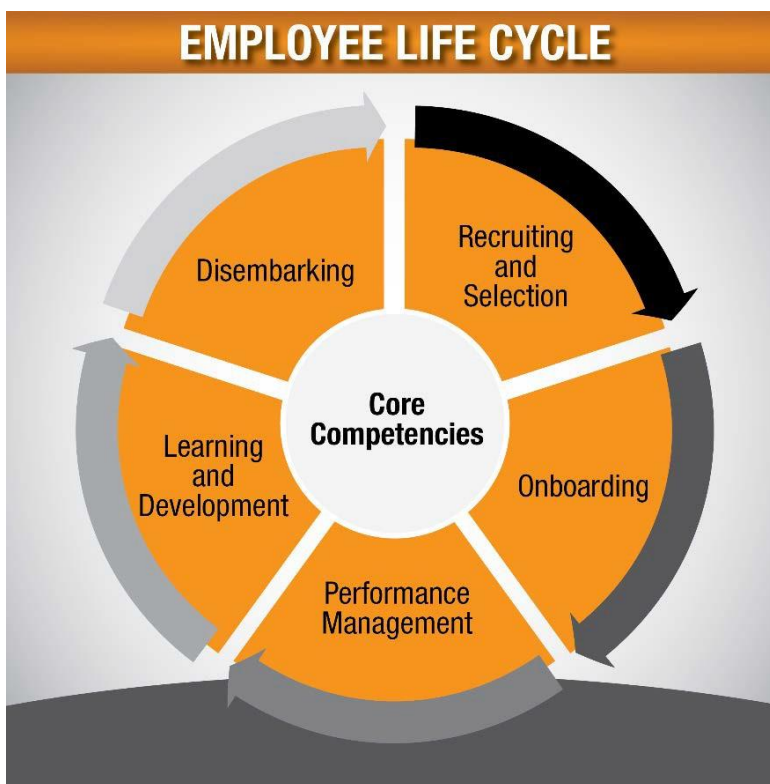 EMPLOYEE LIFE CYCLE
Recruiting
and
Selection
Onboarding
Performance
Management
Learning
and
Development
Disembarking
Core
Competencies